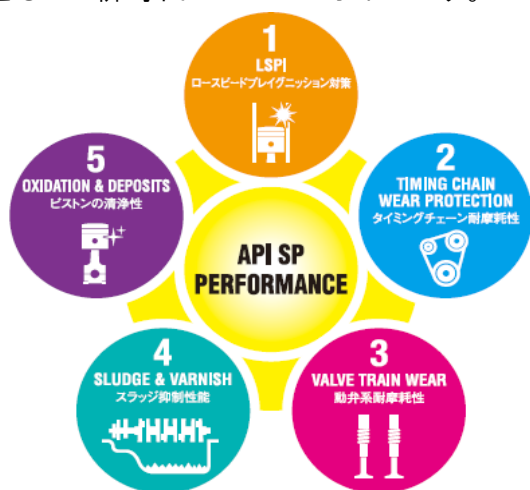 1
LSPI
ロースピードプレイグニッション対策
2
TIMING CHAIN
WEAR PROTECTION
タイミングチェーン耐摩耗性
3
VALVE TRAIN WEAR
動弁系耐摩耗性
4
SLUDGE & VARNISH
スラッジ抑制性能
5
OXIDATION & DEPOSITS
ピストンの清浄性
API SP
PERFORMANCE